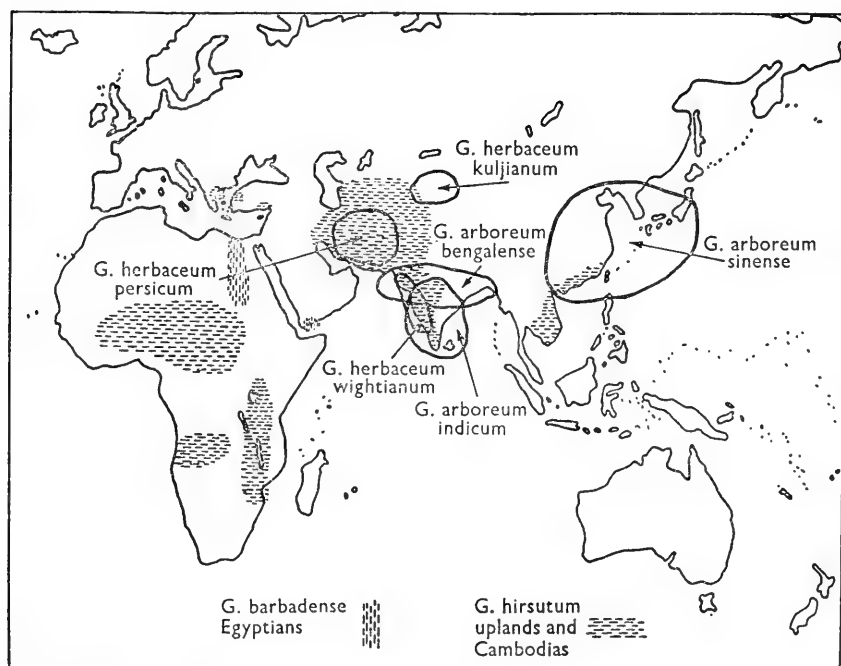 G. herbaceum
kuljianum
G. arboreum
bengalense
G. arboreum
sinense
G. herbaceum
persicum
G. herbaceum
wightianum
G. arboreum
indicum
G. barbadense
Egyptians
G. hirsutum
uplands and
Cambodias